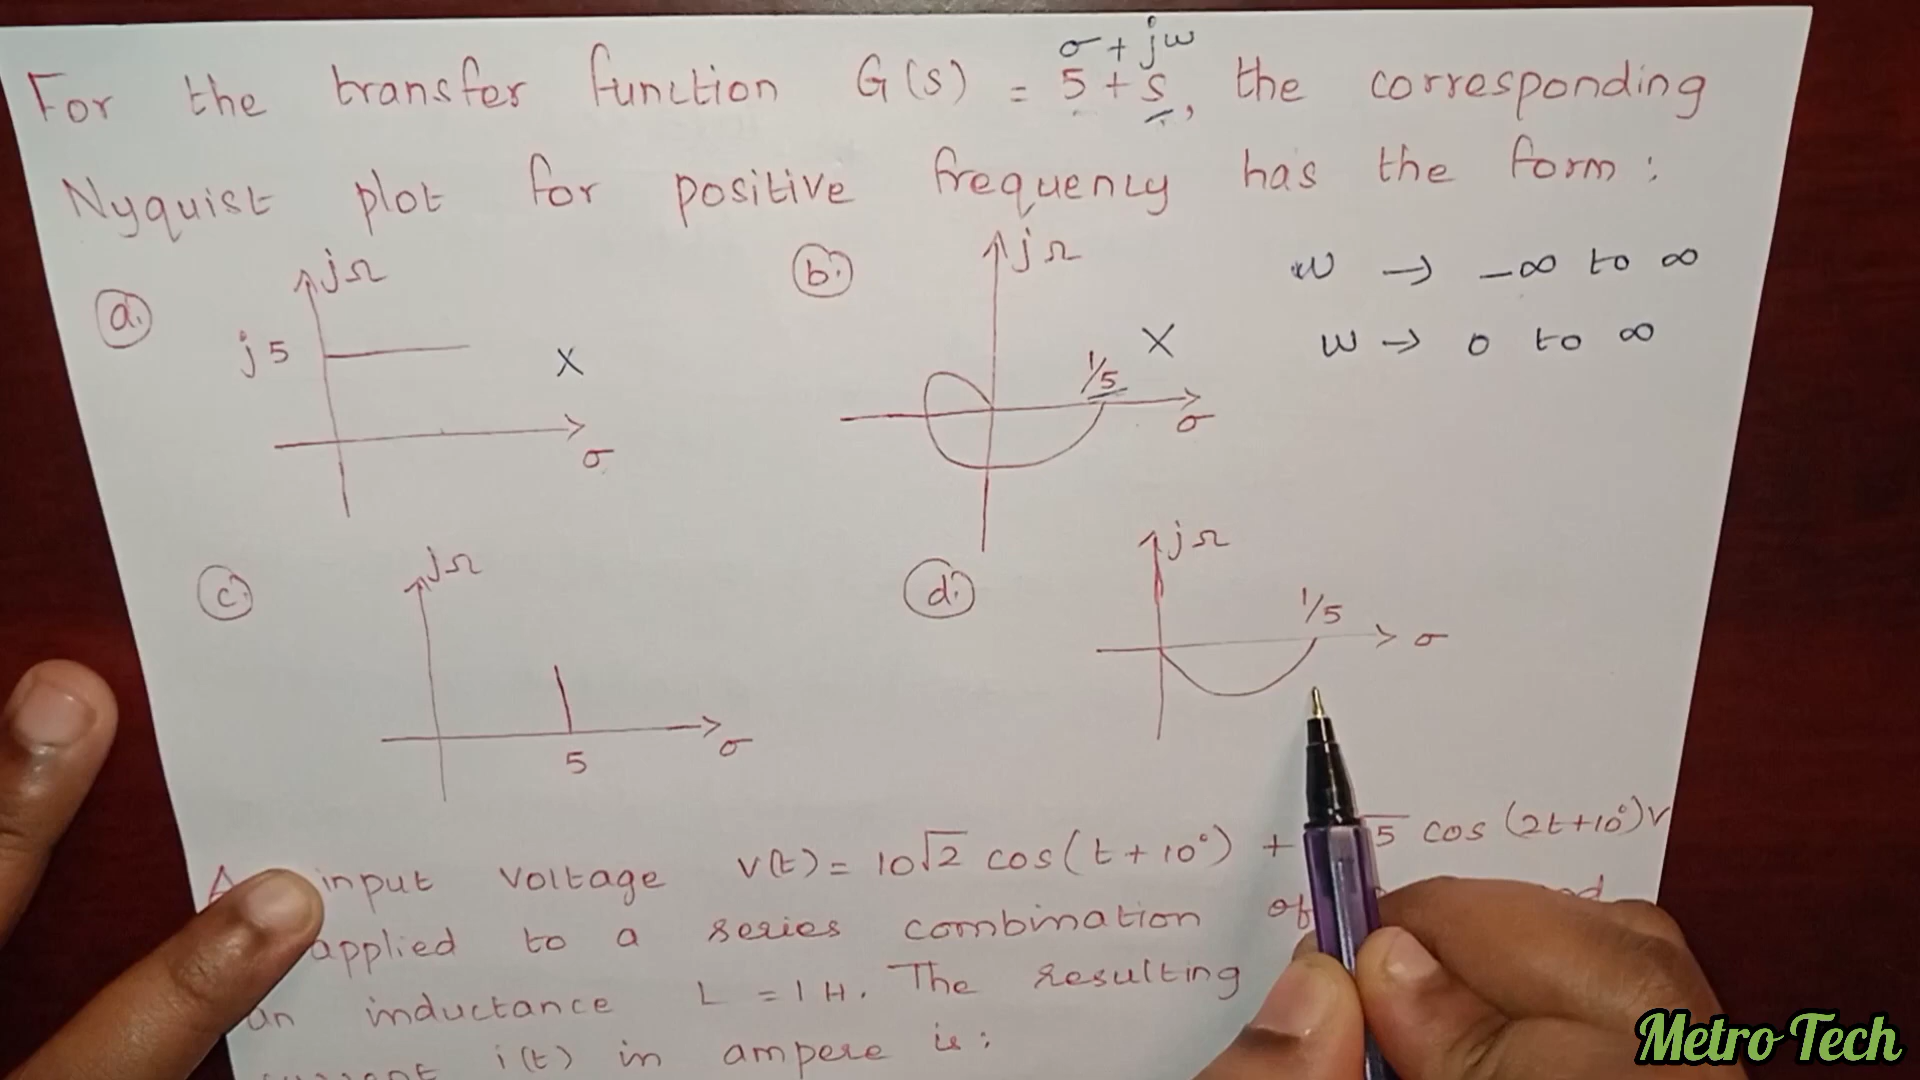 σ + jω
For the transfer function G(s) = 5 + s, the corresponding
Nyquist plot for positive frequency has the form:
a.
jΩ
j5
σ
X
b.
jΩ
1/5
σ
X
ω → -∞ to ∞
ω → 0 to ∞
c.
jΩ
5
σ
d.
jΩ
1/5
σ
input voltage v(t) = 10√2 cos(t+10°) + √5 cos(2t+10°)V
applied to a series combination of
an inductance L = 1H. The resulting
i(t) in ampere is:
Metro Tech